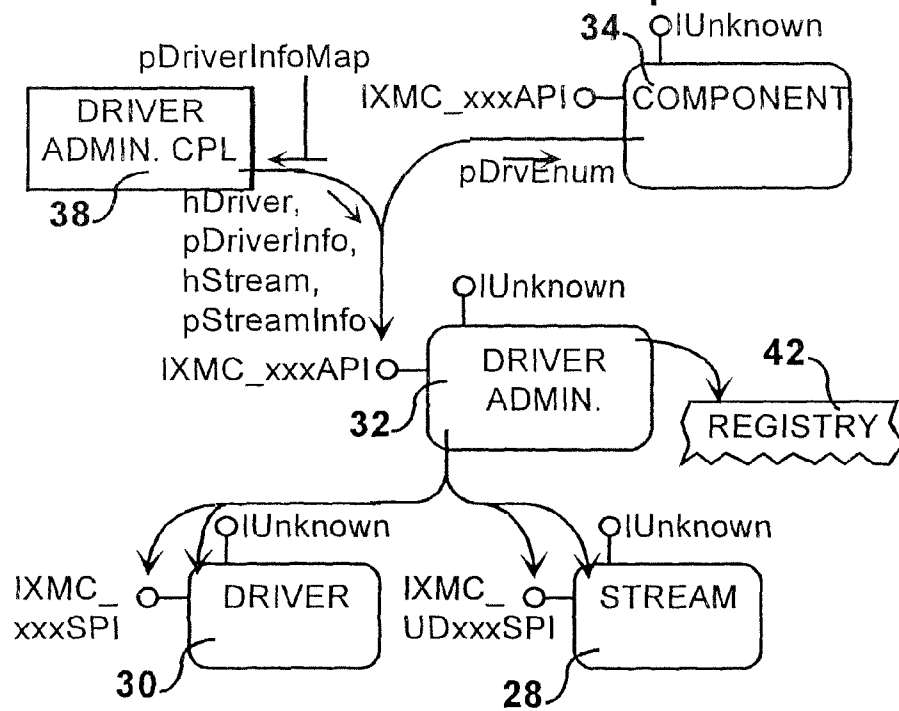 34
IUnknown
pDriverInfoMap
IXMC_xxxAPI
COMPONENT
DRIVER
ADMIN. CPL
38
pDrvEnum
hDriver,
pDriverInfo,
hStream,
pStreamInfo
IUnknown
IXMC_xxxAPI
DRIVER
ADMIN.
32
42
REGISTRY
IUnknown
IUnknown
IXMC_
xxxSPI
DRIVER
30
IXMC_
UDxxxSPI
STREAM
28